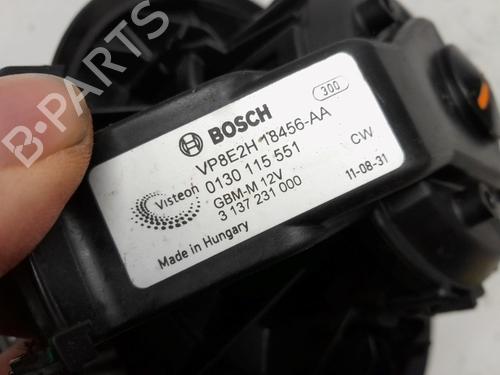 BOSCH
300
VP8E2H 18456-AA
Visteon
0130 115 551
CW
GBM-M 12V
11-08-31
3 137 231 000
Made in Hungary
B-PARTS